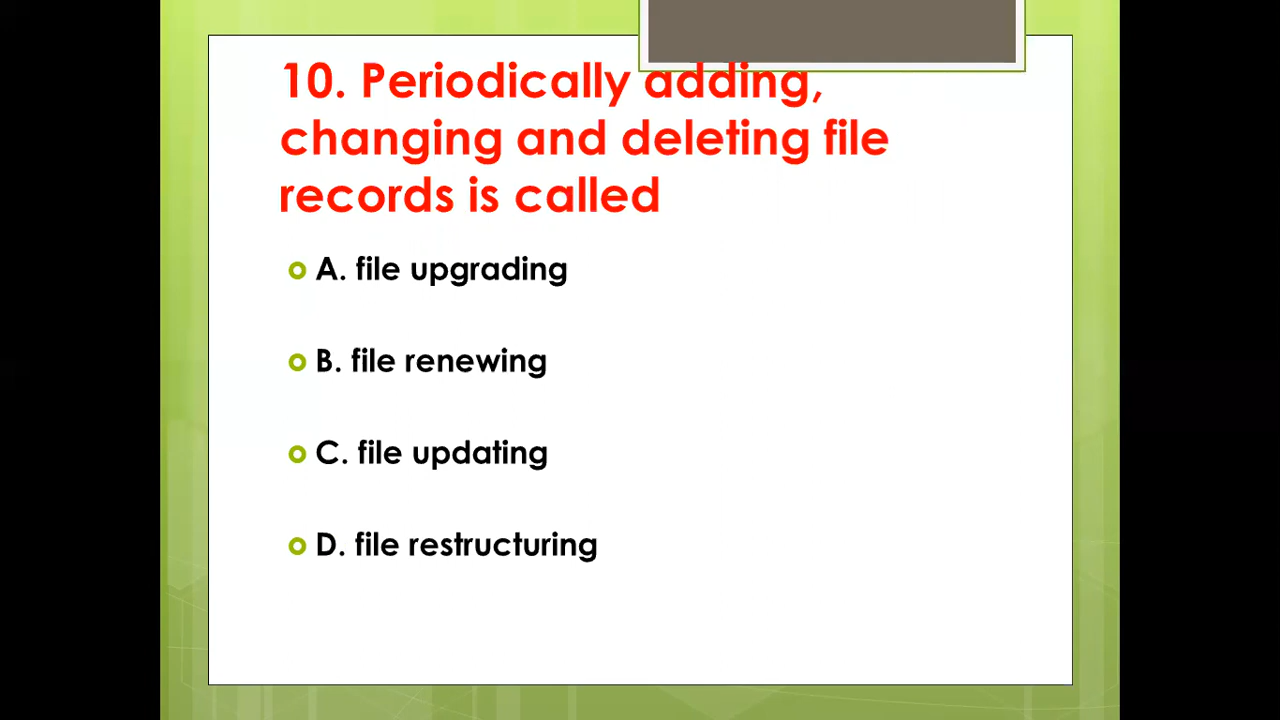 10. Periodically adding,
changing and deleting file
records is called
A. file upgrading
B. file renewing
C. file updating
D. file restructuring